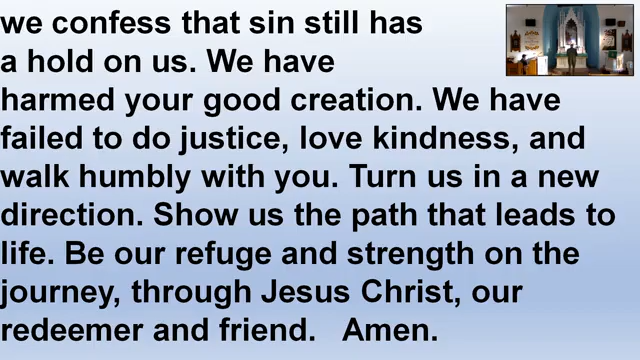 we confess that sin still has
a hold on us. We have
harmed your good creation. We have
failed to do justice, love kindness, and
walk humbly with you. Turn us in a new
direction. Show us the path that leads to
life. Be our refuge and strength on the
journey, through Jesus Christ, our
redeemer and friend.   Amen.